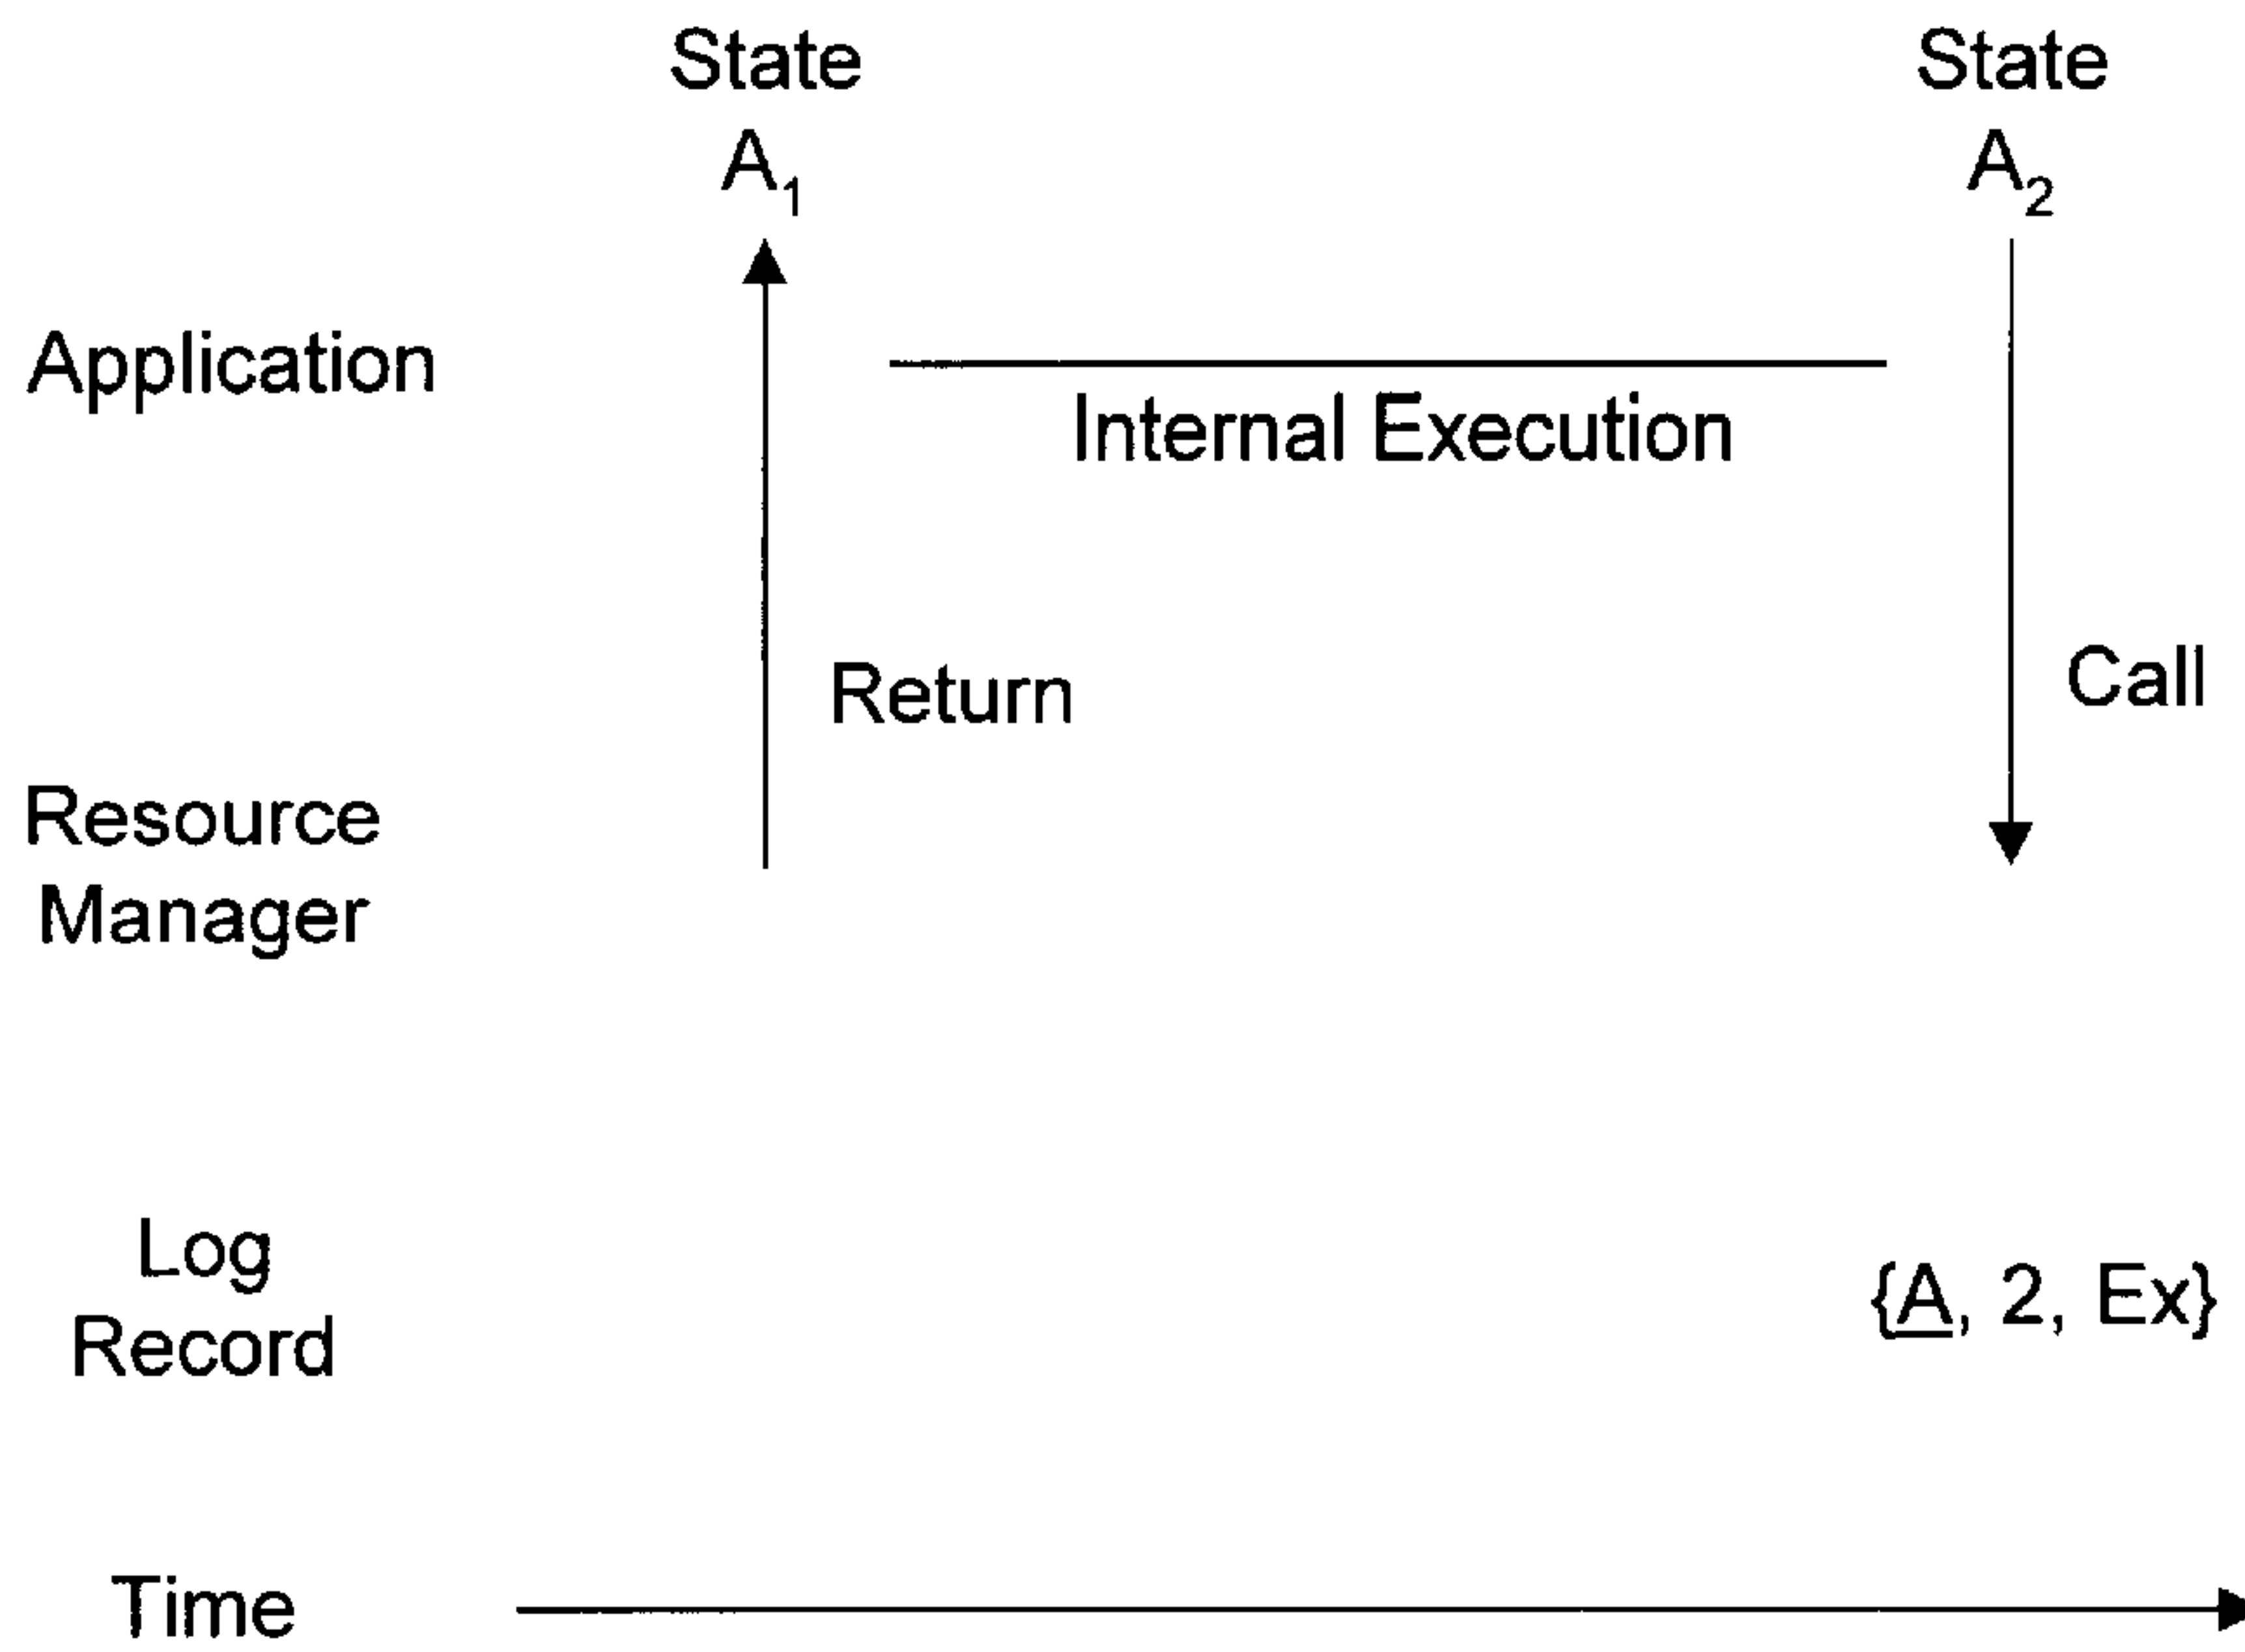 State
A₁
State
A₂
Application
Internal Execution
Return
Call
Resource
Manager
Log
Record
{A, 2, Ex}
Time